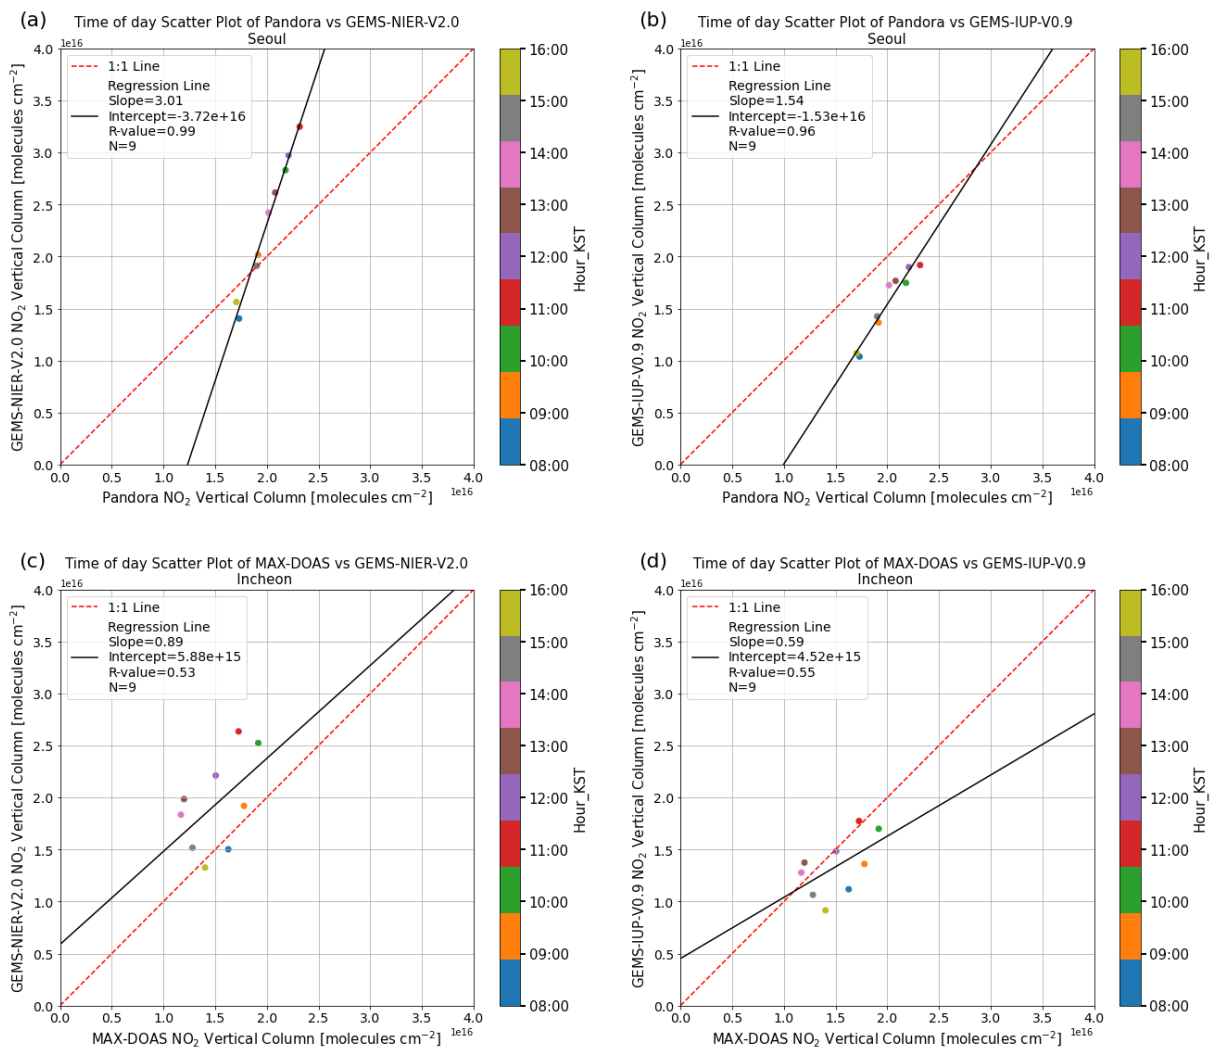 (a)
Time of day Scatter Plot of Pandora vs GEMS-NIER-V2.0
Seoul
1e16
1:1 Line
Regression Line
Slope=3.01
Intercept=-3.72e+16
R-value=0.99
N=9
GEMS-NIER-V2.0 NO₂ Vertical Column [molecules cm⁻²]
4.0
3.5
3.0
2.5
2.0
1.5
1.0
0.5
0.0
0.0 0.5 1.0 1.5 2.0 2.5 3.0 3.5 4.0
1e16
Pandora NO₂ Vertical Column [molecules cm⁻²]
16:00
15:00
14:00
13:00
12:00
11:00
10:00
09:00
08:00
Hour_KST
(b)
Time of day Scatter Plot of Pandora vs GEMS-IUP-V0.9
Seoul
1e16
1:1 Line
Regression Line
Slope=1.54
Intercept=-1.53e+16
R-value=0.96
N=9
GEMS-IUP-V0.9 NO₂ Vertical Column [molecules cm⁻²]
4.0
3.5
3.0
2.5
2.0
1.5
1.0
0.5
0.0
0.0 0.5 1.0 1.5 2.0 2.5 3.0 3.5 4.0
1e16
Pandora NO₂ Vertical Column [molecules cm⁻²]
16:00
15:00
14:00
13:00
12:00
11:00
10:00
09:00
08:00
Hour_KST
(c)
Time of day Scatter Plot of MAX-DOAS vs GEMS-NIER-V2.0
Incheon
1e16
1:1 Line
Regression Line
Slope=0.89
Intercept=5.88e+15
R-value=0.53
N=9
GEMS-NIER-V2.0 NO₂ Vertical Column [molecules cm⁻²]
4.0
3.5
3.0
2.5
2.0
1.5
1.0
0.5
0.0
0.0 0.5 1.0 1.5 2.0 2.5 3.0 3.5 4.0
1e16
MAX-DOAS NO₂ Vertical Column [molecules cm⁻²]
16:00
15:00
14:00
13:00
12:00
11:00
10:00
09:00
08:00
Hour_KST
(d)
Time of day Scatter Plot of MAX-DOAS vs GEMS-IUP-V0.9
Incheon
1e16
1:1 Line
Regression Line
Slope=0.59
Intercept=4.52e+15
R-value=0.55
N=9
GEMS-IUP-V0.9 NO₂ Vertical Column [molecules cm⁻²]
4.0
3.5
3.0
2.5
2.0
1.5
1.0
0.5
0.0
0.0 0.5 1.0 1.5 2.0 2.5 3.0 3.5 4.0
1e16
MAX-DOAS NO₂ Vertical Column [molecules cm⁻²]
16:00
15:00
14:00
13:00
12:00
11:00
10:00
09:00
08:00
Hour_KST